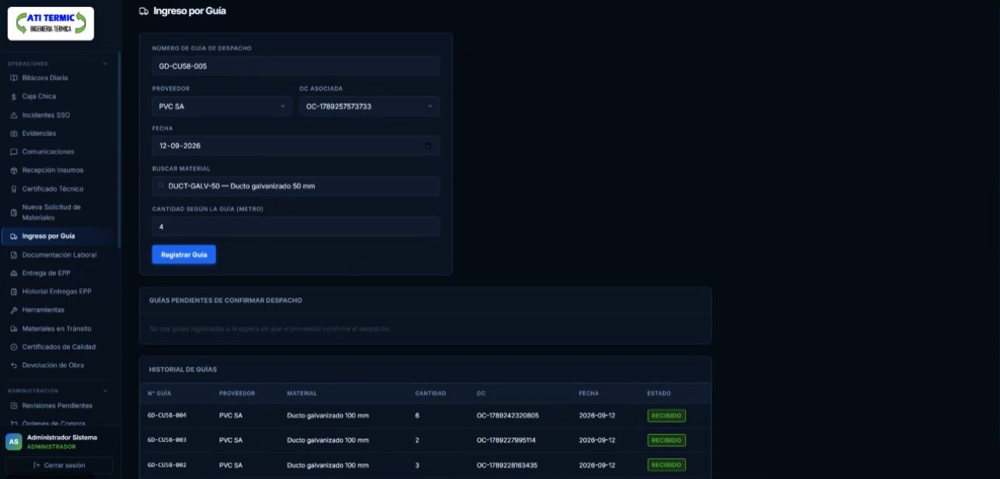 ATI TERMIC
INGENIERIA TERMICA
OPERACIONES
Bitácora Diaria
Caja Chica
Incidentes SSO
Evidencias
Comunicaciones
Recepción Insumos
Certificado Técnico
Nueva Solicitud de
Materiales
Ingreso por Guía
Documentación Laboral
Entrega de EPP
Historial Entregas EPP
Herramientas
Materiales en Tránsito
Certificados de Calidad
Devolución de Obra
ADMINISTRACIÓN
Revisiones Pendientes
Órdenes de Compra
AS
Administrador Sistema
ADMINISTRADOR
Cerrar sesión
Ingreso por Guía
NÚMERO DE GUÍA DE DESPACHO
GD-CU58-005
PROVEEDOR OC ASOCIADA
PVC SA OC-1789257573733
FECHA
12-09-2026
BUSCAR MATERIAL
DUCT-GALV-50 — Ducto galvanizado 50 mm
CANTIDAD SEGÚN LA GUÍA (METRO)
4
Registrar Guía
GUÍAS PENDIENTES DE CONFIRMAR DESPACHO
No hay guías registradas a la espera de que el proveedor confirme el despacho.
HISTORIAL DE GUÍAS
N° GUÍA PROVEEDOR MATERIAL CANTIDAD OC FECHA ESTADO
GD-CU58-004 PVC SA Ducto galvanizado 100 mm 6 OC-1789242320805 2026-09-12 RECIBIDO
GD-CU58-003 PVC SA Ducto galvanizado 100 mm 2 OC-1789227995114 2026-09-12 RECIBIDO
GD-CU58-002 PVC SA Ducto galvanizado 100 mm 3 OC-1789228163435 2026-09-12 RECIBIDO